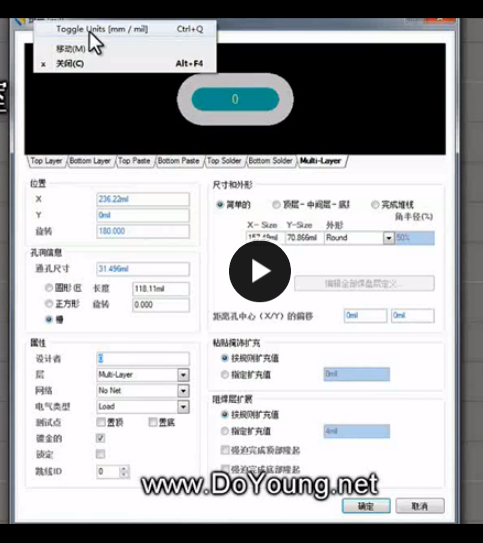 Toggle Units [mm / mil] Ctrl+Q
移动(M)
x 关闭(C) Alt+F4
0
Top Layer Bottom Layer Top Paste Bottom Paste Top Solder Bottom Solder Multi-Layer
位置
X 236.22mil
Y 0mil
旋转 180.000
孔洞信息
通孔尺寸 31.496mil
圆形 长度 118.11mil
正方形 旋转 0.000
槽
属性
设计者 0
层 Multi-Layer
网络 No Net
电气类型 Load
测试点 置顶 置底
镀金的
锁定
跳线ID 0
尺寸和外形
简单的 顶层-中间层-底层 完成堆栈
角半径(%)
X-Size Y-Size 外形
157.48mil 70.866mil Round 50%
编辑全部焊盘层定义
距离孔中心 (X/Y) 的偏移 0mil 0mil
粘贴掩饰扩充
按规则扩充值
指定扩充值 0mil
阻焊层扩展
按规则扩充值
指定扩充值 4mil
强迫完成顶部隆起
强迫完成底部隆起
www.DoYoung.net
确定 取消